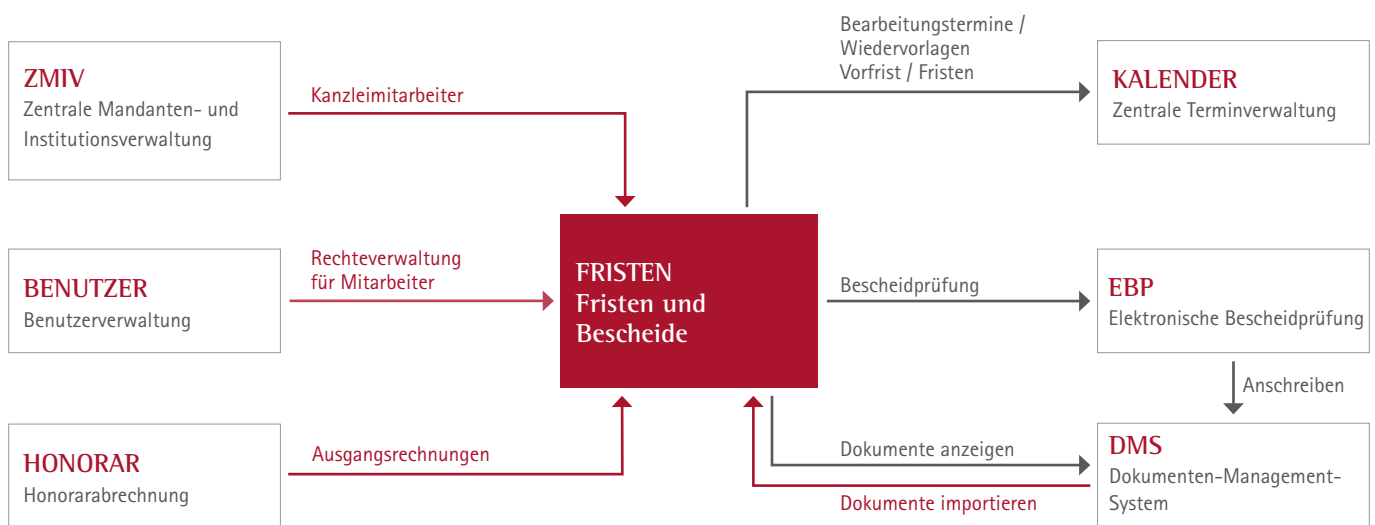 ZMIV
Zentrale Mandanten- und
Institutionsverwaltung
Kanzleimitarbeiter
Bearbeitungstermine /
Wiedervorlagen
Vorfrist / Fristen
KALENDER
Zentrale Terminverwaltung
BENUTZER
Benutzerverwaltung
Rechteverwaltung
für Mitarbeiter
FRISTEN
Fristen und
Bescheide
Bescheidprüfung
EBP
Elektronische Bescheidprüfung
Anschreiben
HONORAR
Honorarabrechnung
Ausgangsrechnungen
Dokumente anzeigen
Dokumente importieren
DMS
Dokumenten-Management-
System